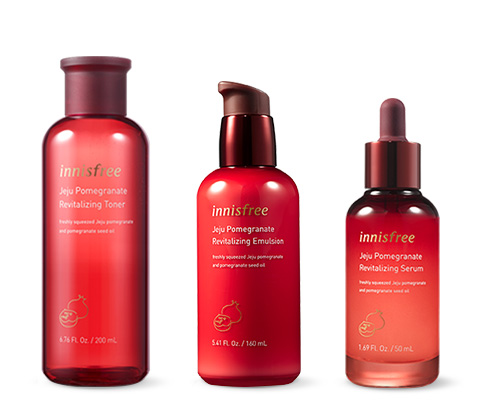 innisfree
Jeju Pomegranate
Revitalizing Toner
freshly squeezed Jeju pomegranate
and pomegranate seed oil
6.76 Fl. Oz. / 200 mL
innisfree
Jeju Pomegranate
Revitalizing Emulsion
freshly squeezed Jeju pomegranate
and pomegranate seed oil
5.41 Fl. Oz. / 160 mL
innisfree
Jeju Pomegranate
Revitalizing Serum
freshly squeezed Jeju pomegranate
and pomegranate seed oil
1.69 Fl. Oz. / 50 mL